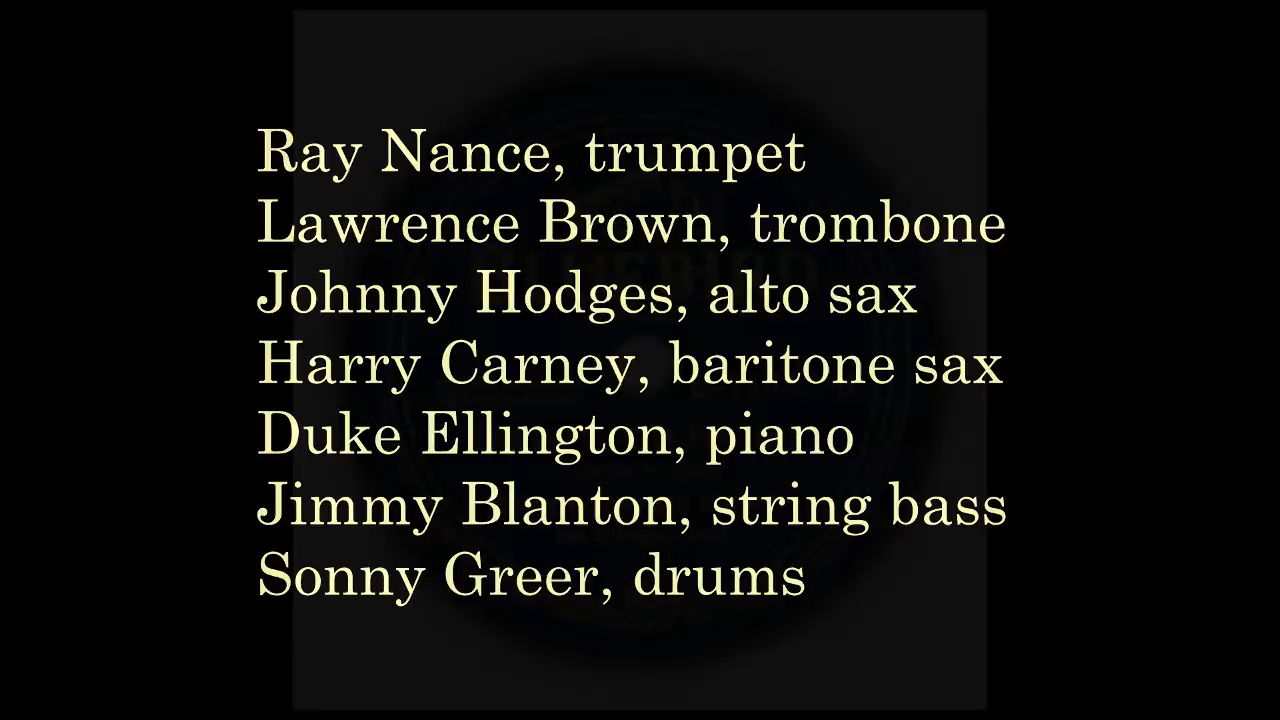 Ray Nance, trumpet
Lawrence Brown, trombone
Johnny Hodges, alto sax
Harry Carney, baritone sax
Duke Ellington, piano
Jimmy Blanton, string bass
Sonny Greer, drums